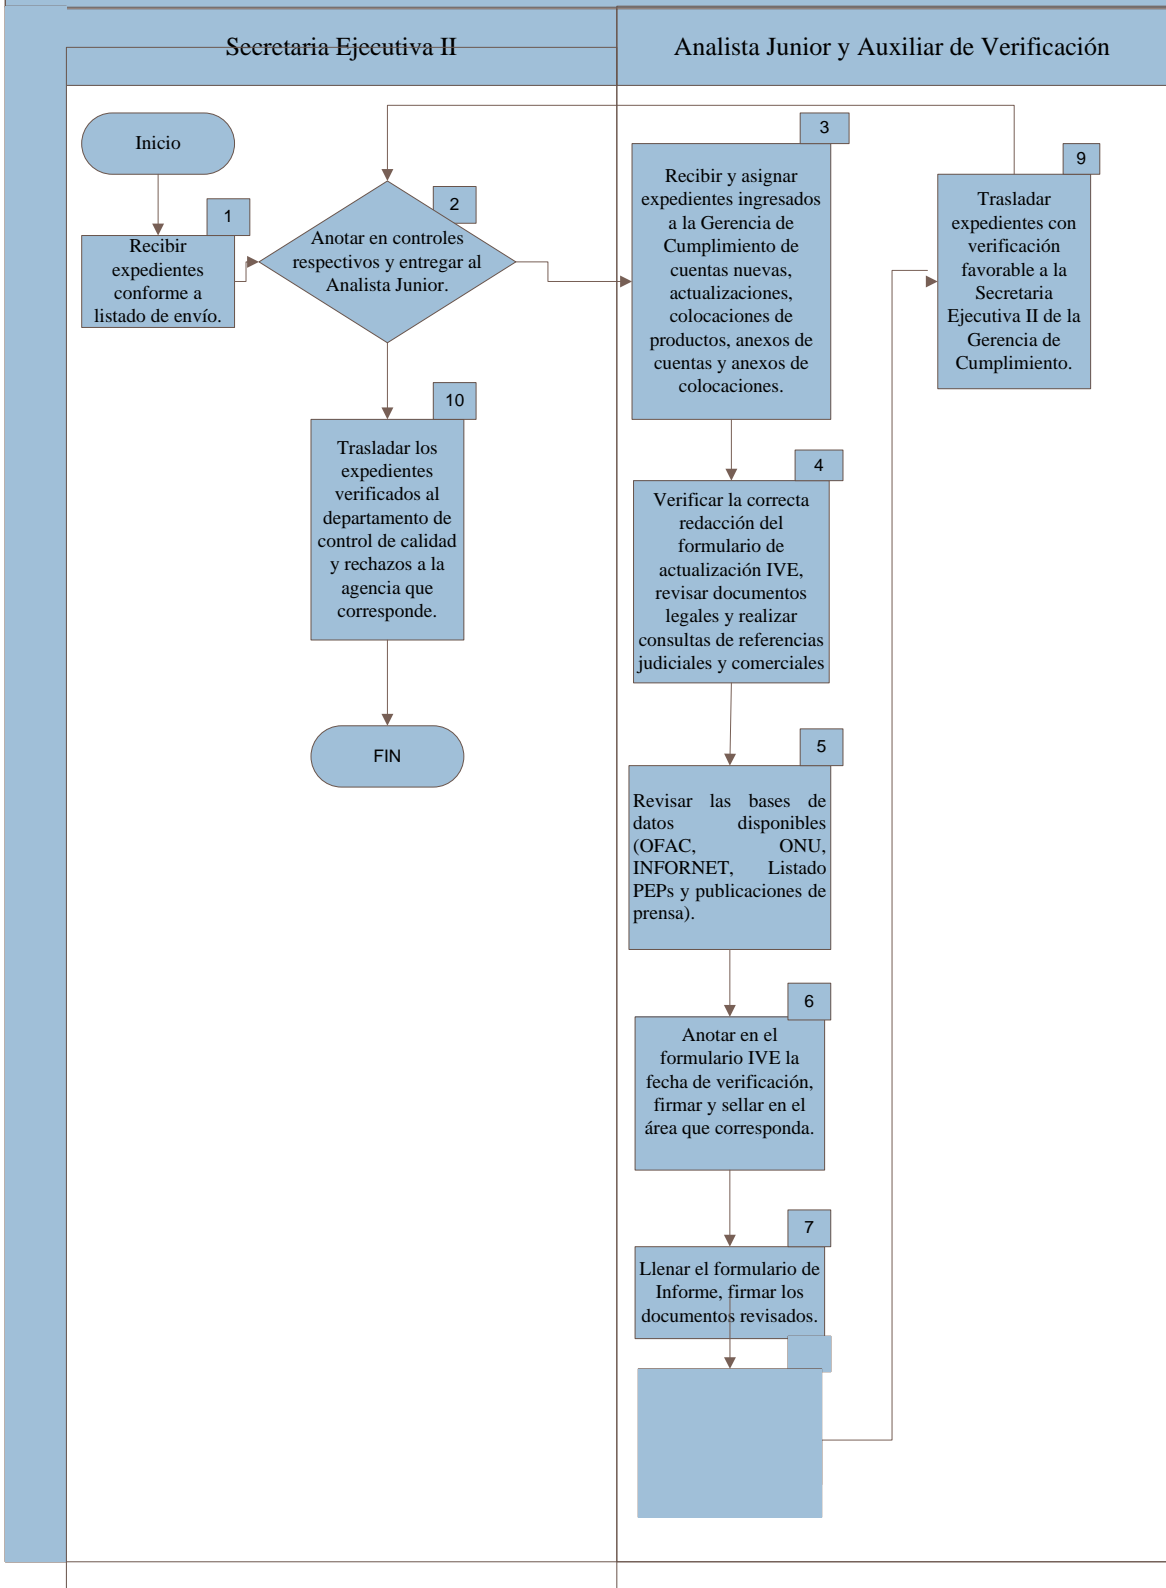 Secretaria Ejecutiva II
Analista Junior y Auxiliar de Verificación
Inicio
1
Recibir
expedientes
conforme a
listado de envío.
2
Anotar en controles
respectivos y entregar al
Analista Junior.
10
Trasladar los
expedientes
verificados al
departamento de
control de calidad
y rechazos a la
agencia que
corresponde.
FIN
3
Recibir y asignar
expedientes ingresados
a la Gerencia de
Cumplimiento de
cuentas nuevas,
actualizaciones,
colocaciones de
productos, anexos de
cuentas y anexos de
colocaciones.
4
Verificar la correcta
redacción del
formulario de
actualización IVE,
revisar documentos
legales y realizar
consultas de referencias
judiciales y comerciales
5
Revisar las bases de
datos disponibles
(OFAC, ONU,
INFORNET, Listado
PEPs y publicaciones de
prensa).
6
Anotar en el
formulario IVE la
fecha de verificación,
firmar y sellar en el
área que corresponda.
7
Llenar el formulario de
Informe, firmar los
documentos revisados.
9
Trasladar
expedientes con
verificación
favorable a la
Secretaria
Ejecutiva II de la
Gerencia de
Cumplimiento.